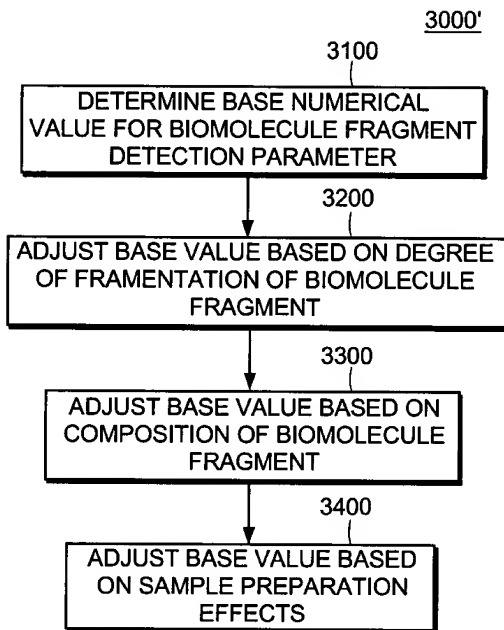 3000'
3100
DETERMINE BASE NUMERICAL
VALUE FOR BIOMOLECULE FRAGMENT
DETECTION PARAMETER
3200
ADJUST BASE VALUE BASED ON DEGREE
OF FRAMENTATION OF BIOMOLECULE
FRAGMENT
3300
ADJUST BASE VALUE BASED ON
COMPOSITION OF BIOMOLECULE
FRAGMENT
3400
ADJUST BASE VALUE BASED
ON SAMPLE PREPARATION
EFFECTS